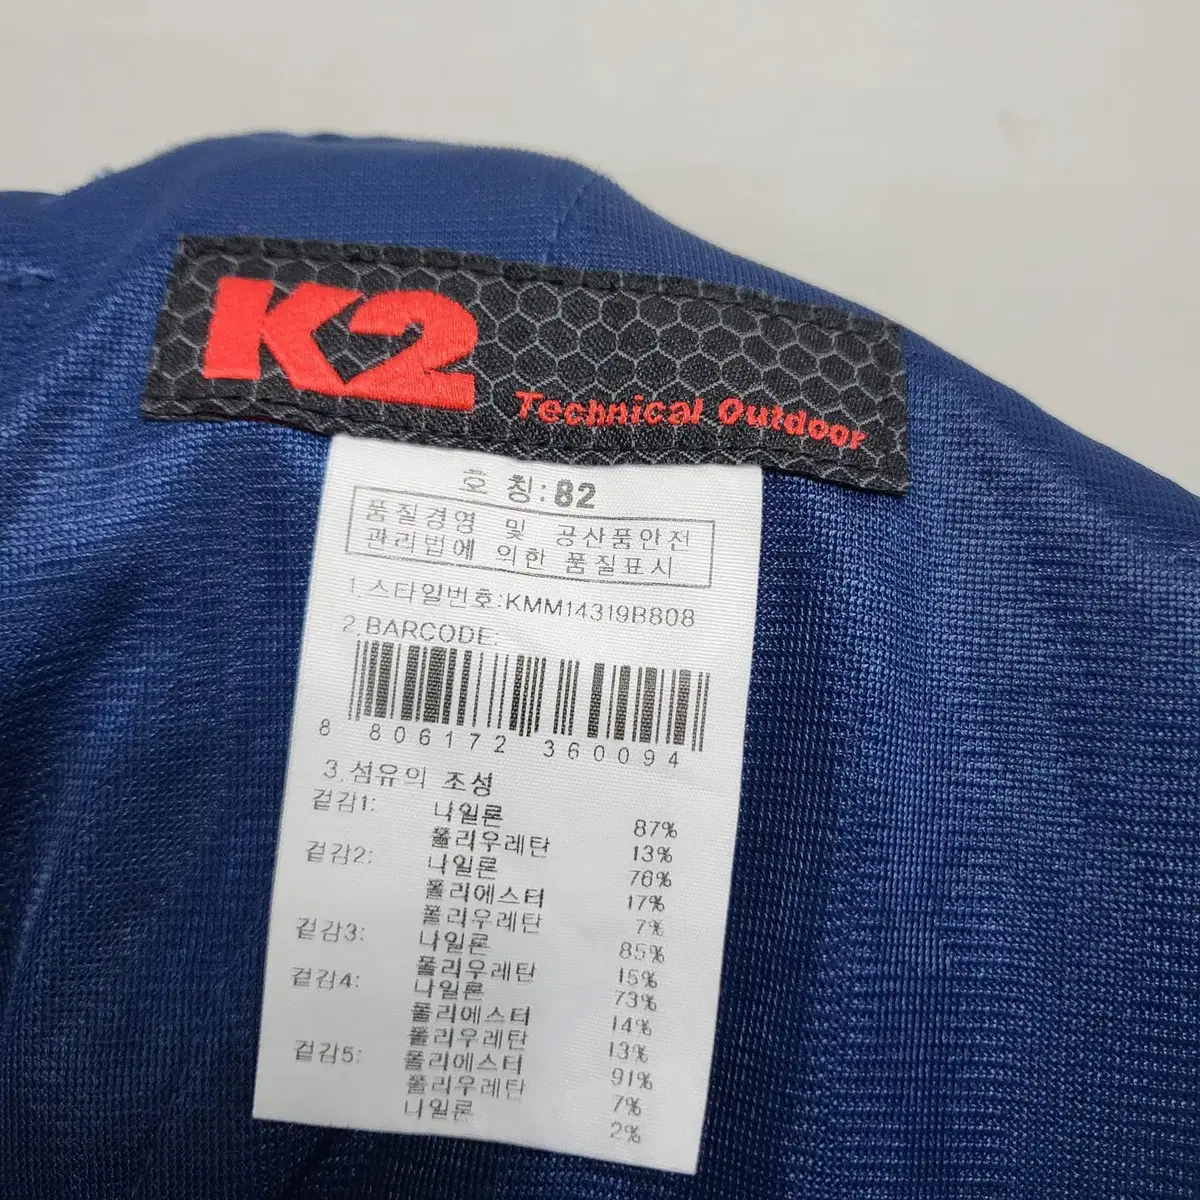 K2
Technical Outdoor
호 칭:82
품질경영 및 공산품안전
관리법에 의한 품질표시
1.스타일번호:KMM14319B808
2.BARCODE:
8 806172 360094
3.섬유의 조성
겉감1: 나일론 87%
폴리우레탄 13%
겉감2: 나일론 76%
폴리에스터 17%
폴리우레탄 7%
겉감3: 나일론 85%
폴리우레탄 15%
겉감4: 나일론 73%
폴리에스터 14%
폴리우레탄 13%
겉감5: 폴리에스터 91%
폴리우레탄 7%
나일론 2%